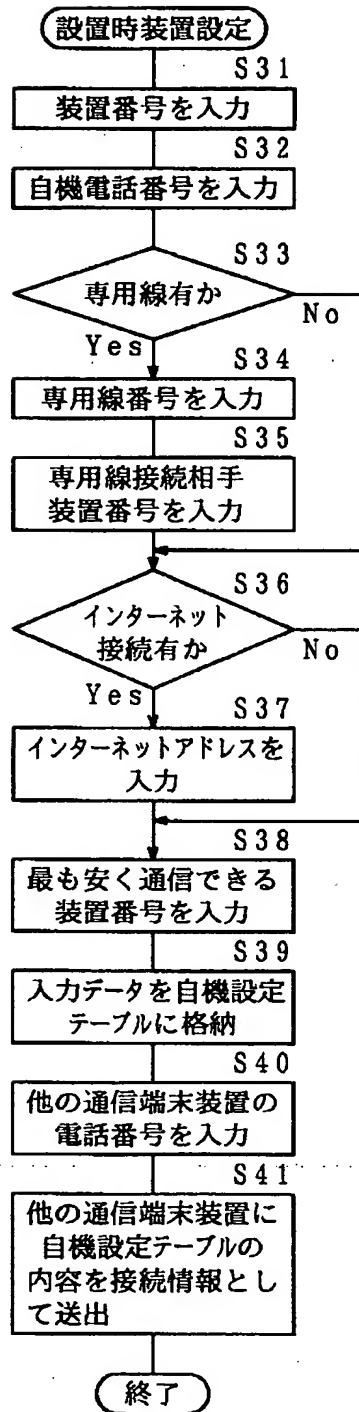 設置時装置設定
S31
装置番号を入力
S32
自機電話番号を入力
S33
専用線有か
No
Yes
S34
専用線番号を入力
S35
専用線接続相手
装置番号を入力
S36
インターネット
接続有か
No
Yes
S37
インターネットアドレスを
入力
S38
最も安く通信できる
装置番号を入力
S39
入力データを自機設定
テーブルに格納
S40
他の通信端末装置の
電話番号を入力
S41
他の通信端末装置に
自機設定テーブルの
内容を接続情報とし
て送出
終了